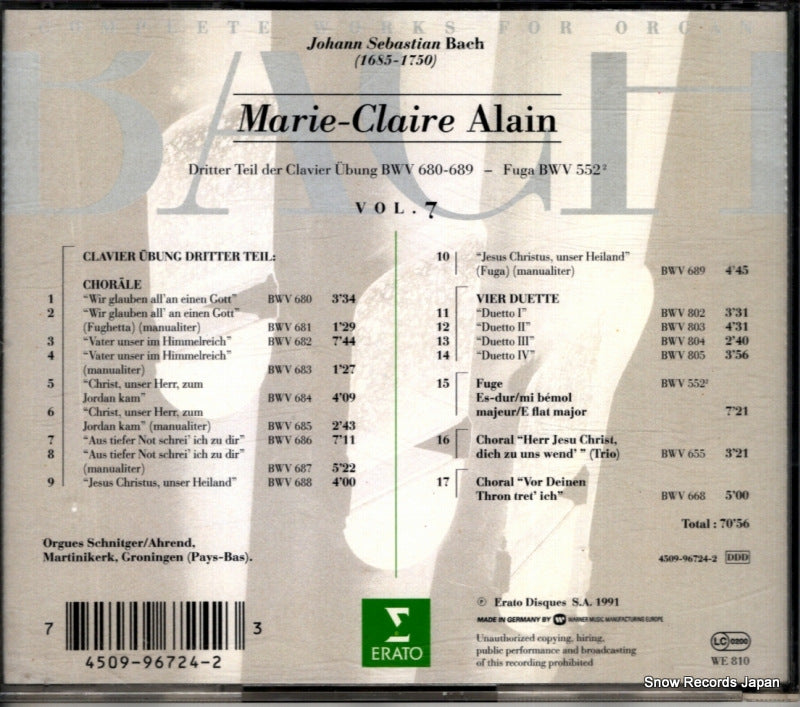 COMPLETE WORKS FOR ORGAN
BACH
Johann Sebastian Bach
(1685-1750)
Marie-Claire Alain
Dritter Teil der Clavier Übung BWV 680-689 – Fuga BWV 552²
VOL. 7
CLAVIER ÜBUNG DRITTER TEIL:
CHORÄLE
1 “Wir glauben all’an einen Gott” BWV 680 3’34
2 “Wir glauben all’ an einen Gott”
(Fughetta) (manualiter) BWV 681 1’29
3 “Vater unser im Himmelreich” BWV 682 7’44
4 “Vater unser im Himmelreich”
(manualiter) BWV 683 1’27
5 “Christ, unser Herr, zum
Jordan kam” BWV 684 4’09
6 “Christ, unser Herr, zum
Jordan kam” (manualiter) BWV 685 2’43
7 “Aus tiefer Not schrei’ ich zu dir” BWV 686 7’11
8 “Aus tiefer Not schrei’ ich zu dir”
(manualiter) BWV 687 5’22
9 “Jesus Christus, unser Heiland” BWV 688 4’00
10 “Jesus Christus, unser Heiland”
(Fuga) (manualiter) BWV 689 4’45
VIER DUETTE
11 “Duetto I” BWV 802 3’31
12 “Duetto II” BWV 803 4’31
13 “Duetto III” BWV 804 2’40
14 “Duetto IV” BWV 805 3’56
15 Fuge BWV 552²
Es-dur/mi bémol
majeur/E flat major 7’21
16 Choral “Herr Jesu Christ,
dich zu uns wend’ ” (Trio) BWV 655 3’21
17 Choral “Vor Deinen
Thron tret’ ich” BWV 668 5’00
Total : 70’56
Orgues Schnitger/Ahrend,
Martinikerk, Groningen (Pays-Bas).
4509-96724-2 DDD
7 4509-96724-2 3
ERATO
℗ Erato Disques S.A. 1991
MADE IN GERMANY BY WARNER MUSIC MANUFACTURING EUROPE
Unauthorized copying, hiring,
public performance and broadcasting
of this recording prohibited
LC 0200
WE 810
Snow Records Japan